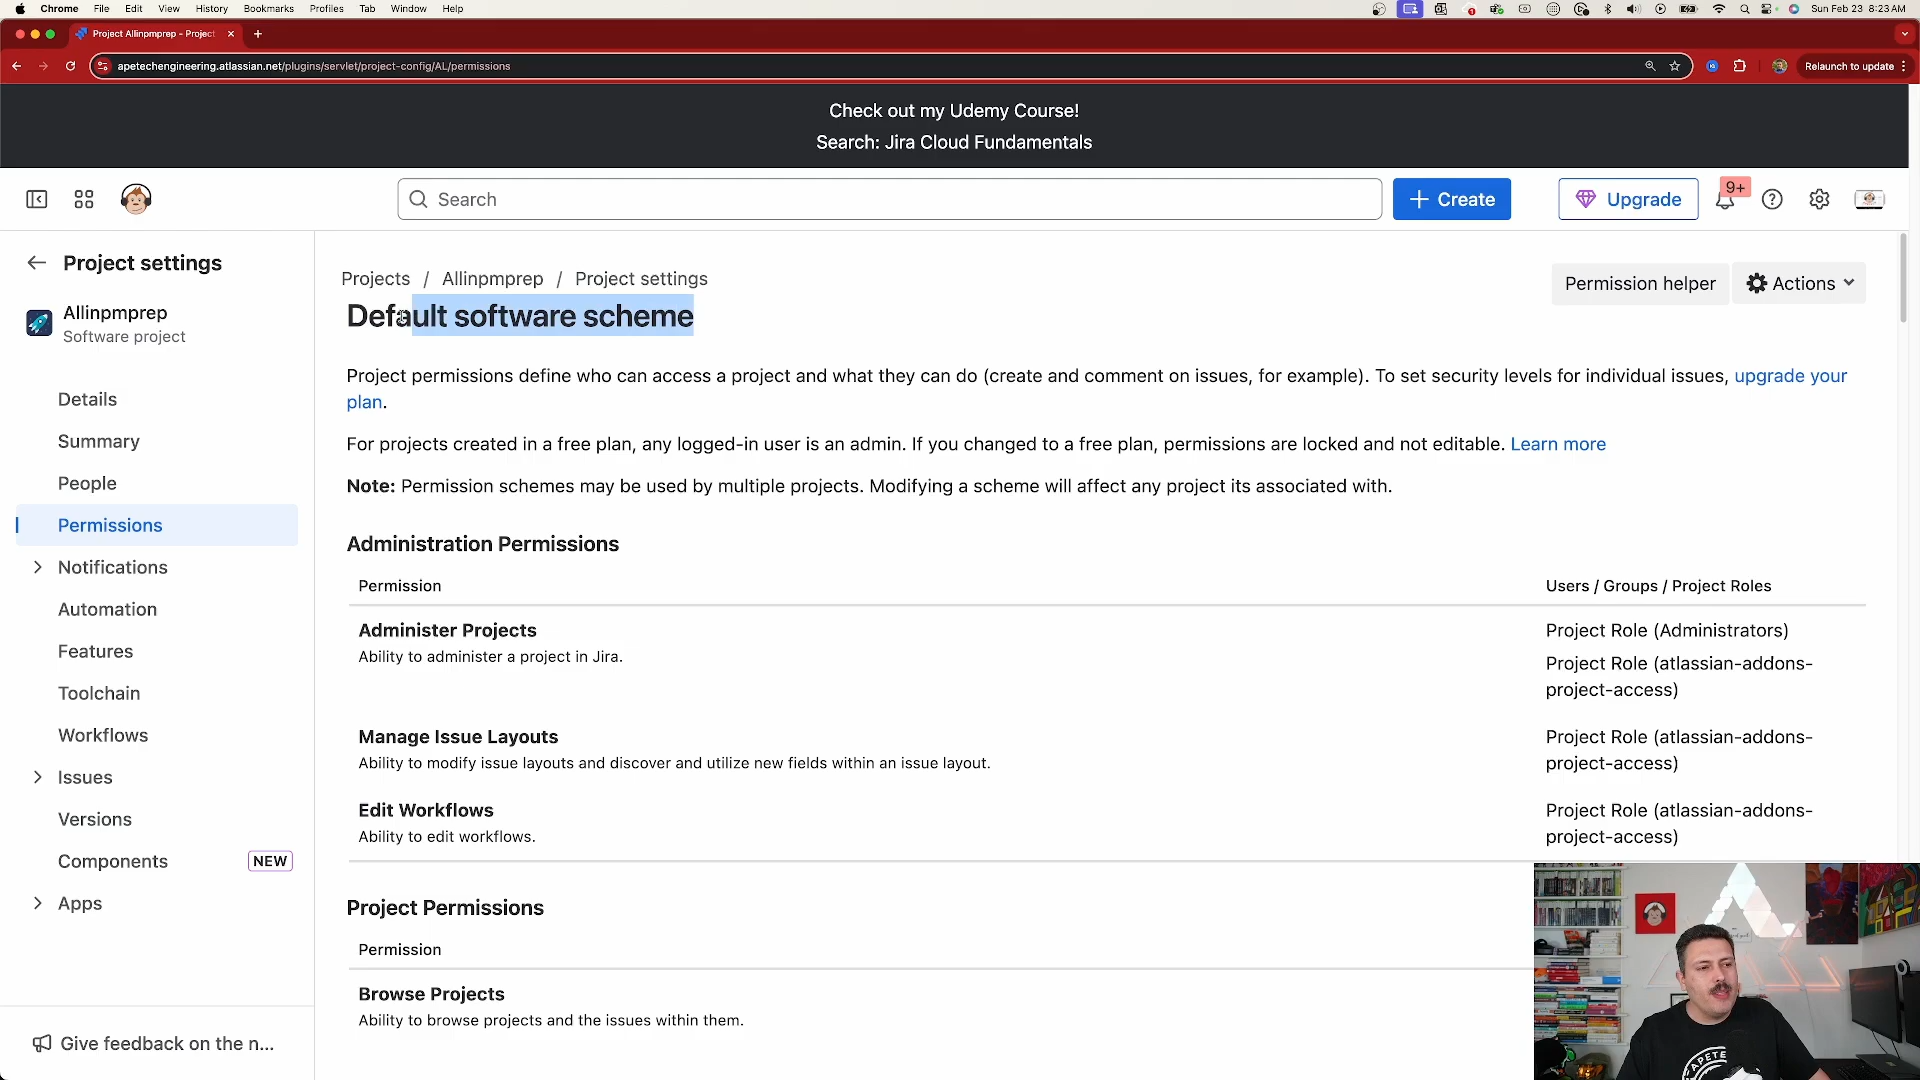 Chrome File Edit View History Bookmarks Profiles Tab Window Help
Sun Feb 23 8:23 AM
Project Allinpmprep - Project
apetechengineering.atlassian.net/plugins/servlet/project-config/AL/permissions
Relaunch to update
Check out my Udemy Course!
Search: Jira Cloud Fundamentals
Search
Create
Upgrade
9+
Project settings
Allinpmprep
Software project
Details
Summary
People
Permissions
Notifications
Automation
Features
Toolchain
Workflows
Issues
Versions
Components NEW
Apps
Give feedback on the n...
Projects / Allinpmprep / Project settings
Permission helper
Actions
Default software scheme
Project permissions define who can access a project and what they can do (create and comment on issues, for example). To set security levels for individual issues, upgrade your
plan.
For projects created in a free plan, any logged-in user is an admin. If you changed to a free plan, permissions are locked and not editable. Learn more
Note: Permission schemes may be used by multiple projects. Modifying a scheme will affect any project its associated with.
Administration Permissions
Permission
Users / Groups / Project Roles
Administer Projects
Ability to administer a project in Jira.
Project Role (Administrators)
Project Role (atlassian-addons-
project-access)
Manage Issue Layouts
Ability to modify issue layouts and discover and utilize new fields within an issue layout.
Project Role (atlassian-addons-
project-access)
Edit Workflows
Ability to edit workflows.
Project Role (atlassian-addons-
project-access)
Project Permissions
Permission
Browse Projects
Ability to browse projects and the issues within them.
APETE